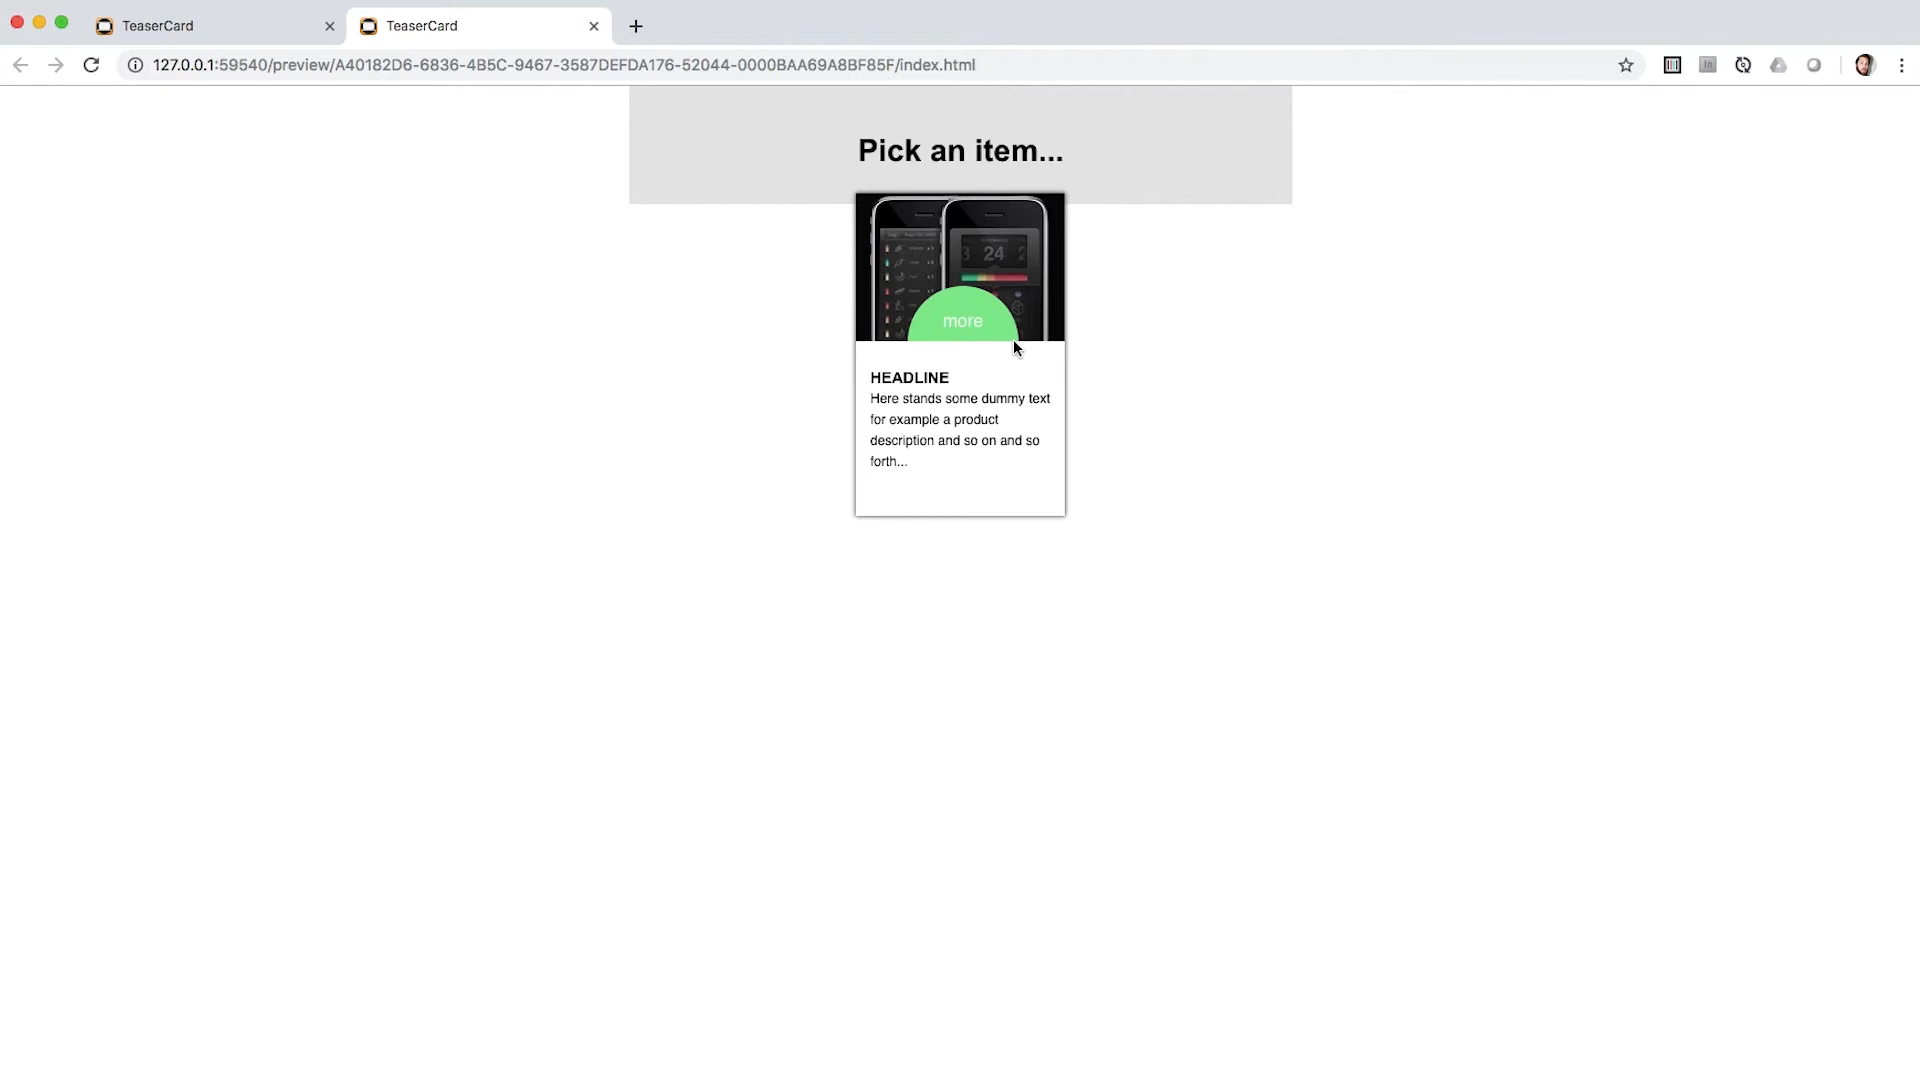 TeaserCard
TeaserCard
127.0.0.1:59540/preview/A40182D6-6836-4B5C-9467-3587DEFDA176-52044-0000BAA69A8BF85F/index.html
Pick an item...
24
more
HEADLINE
Here stands some dummy text
for example a product
description and so on and so
forth...